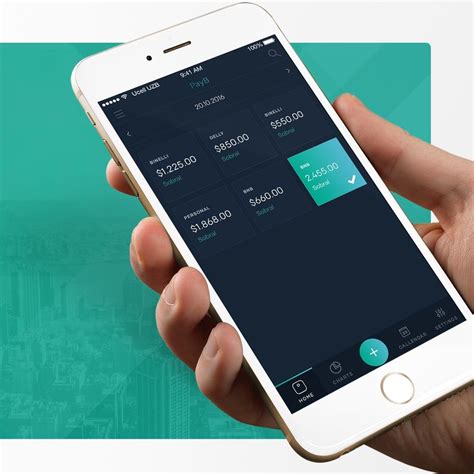 Ucell UZB 9:41 AM 100%
PayB
20.10.2016
BINELLI
$1.225.00
Sobral
DELLY
$850.00
Sobral
BINELLI
$550.00
Sobral
PERSONAL
$1.868.00
Sobral
BNB
$660.00
Sobral
BNB
2,455.00
Sobral
HOME
CHARTS
CALLENDAR
SETTINGS